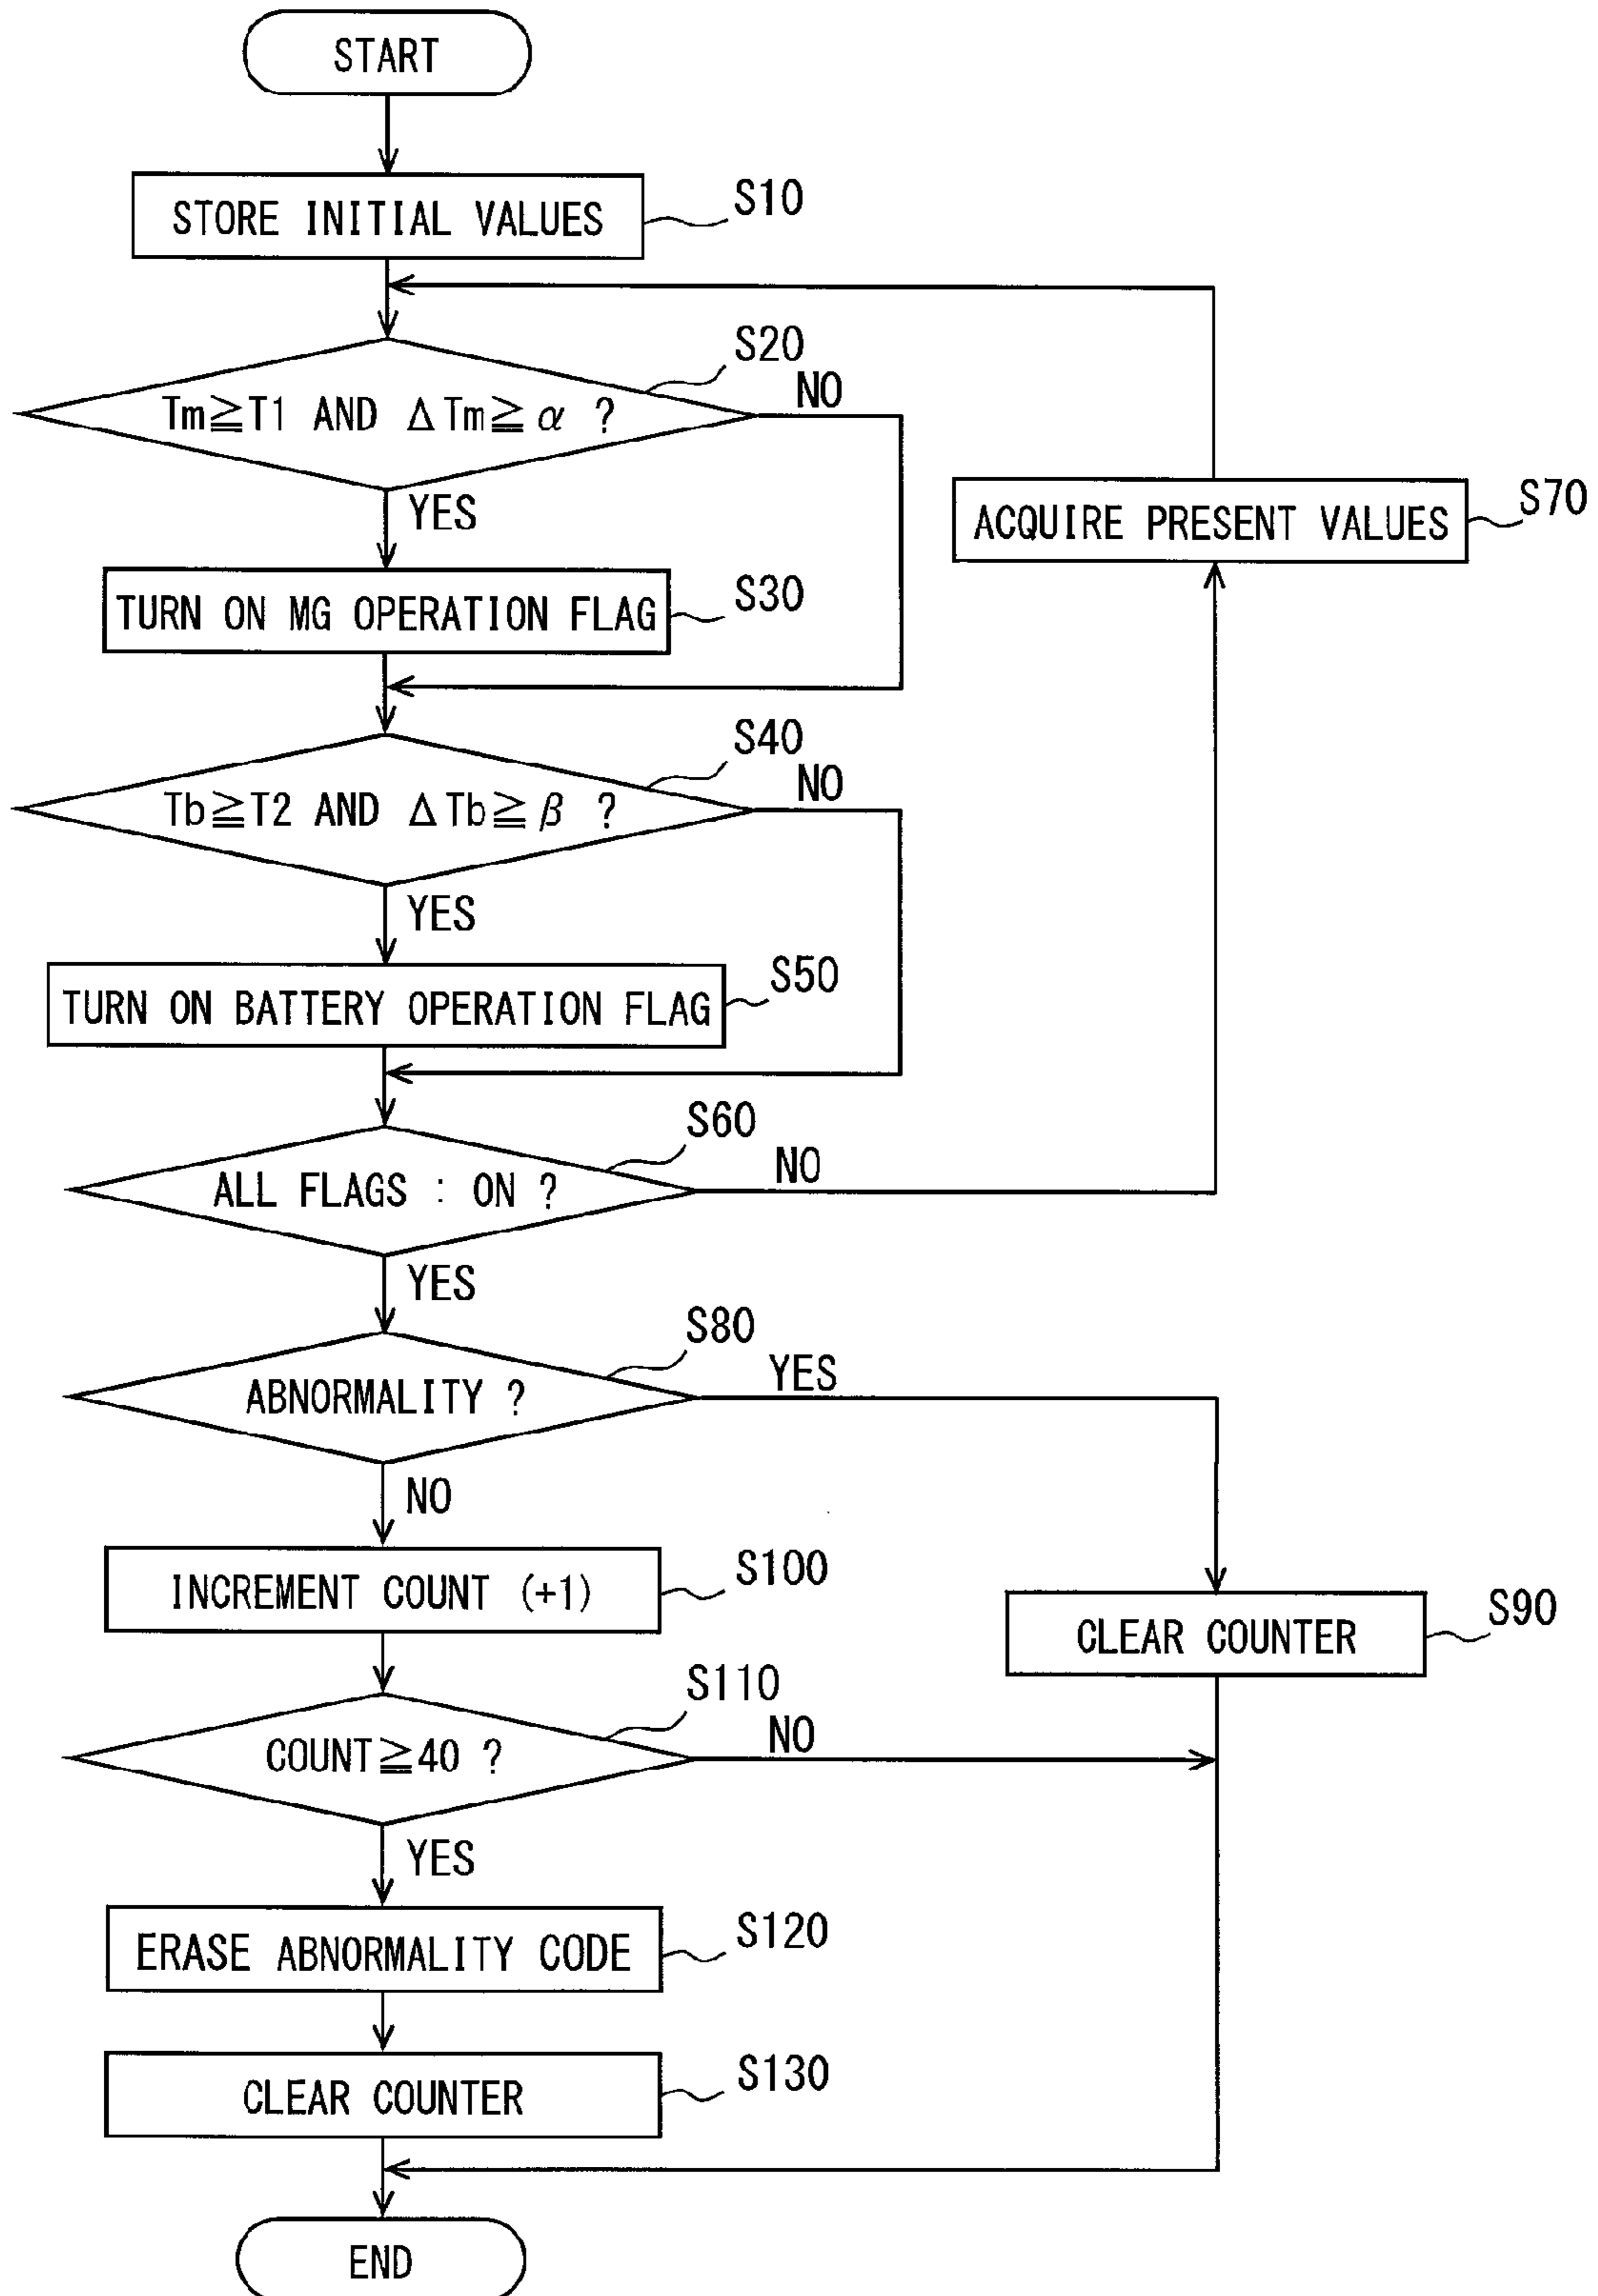 START
STORE INITIAL VALUES
S10
S20
Tm≧T1 AND ΔTm≧α ?
NO
YES
TURN ON MG OPERATION FLAG
S30
S40
Tb≧T2 AND ΔTb≧β ?
NO
YES
TURN ON BATTERY OPERATION FLAG
S50
S60
ALL FLAGS : ON ?
NO
YES
ACQUIRE PRESENT VALUES
S70
S80
ABNORMALITY ?
YES
NO
CLEAR COUNTER
S90
INCREMENT COUNT (+1)
S100
S110
COUNT≧40 ?
NO
YES
ERASE ABNORMALITY CODE
S120
CLEAR COUNTER
S130
END